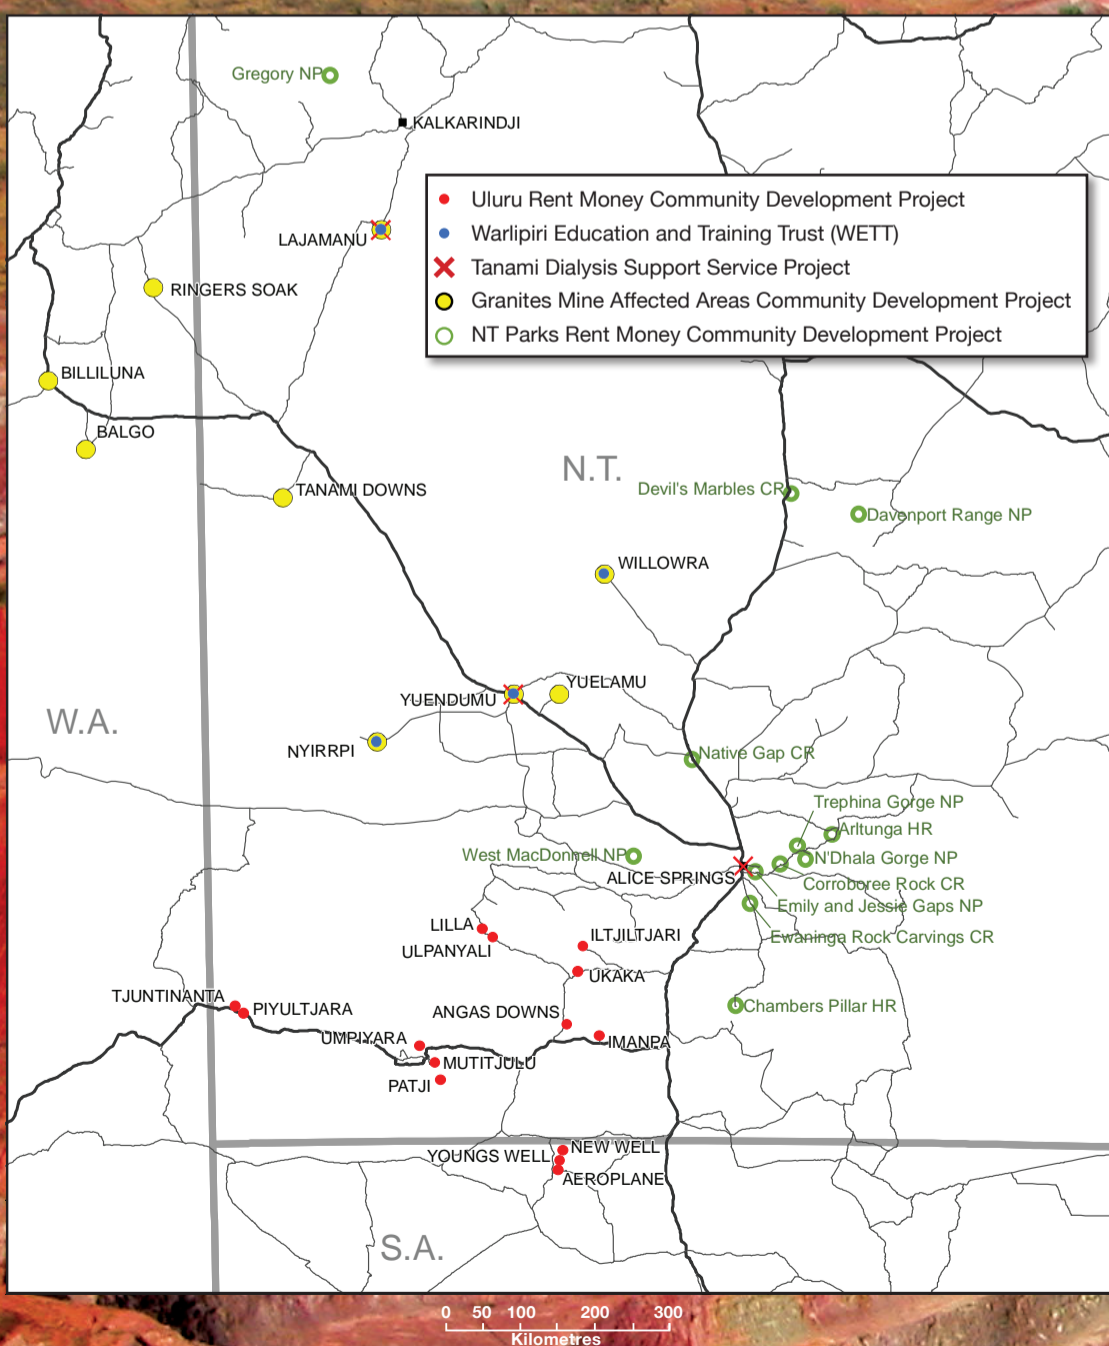 Gregory NP
KALKARINDJI
Uluru Rent Money Community Development Project
Warlipiri Education and Training Trust (WETT)
Tanami Dialysis Support Service Project
Granites Mine Affected Areas Community Development Project
NT Parks Rent Money Community Development Project
LAJAMANU
RINGERS SOAK
BILLILUNA
BALGO
N.T.
TANAMI DOWNS
Devil's Marbles CR
Davenport Range NP
WILLOWRA
YUELAMU
YUENDUMU
W.A.
NYIRRPI
Native Gap CR
Trephina Gorge NP
Arltunga HR
West MacDonnell NP
N'Dhala Gorge NP
ALICE SPRINGS
Corroboree Rock CR
Emily and Jessie Gaps NP
LILLA
ILTJILTJARI
Ewaninga Rock Carvings CR
ULPANYALI
UKAKA
TJUNTINANTA
PIYULTJARA
ANGAS DOWNS
Chambers Pillar HR
UMPIYARA
IMANPA
MUTITJULU
PATJI
NEW WELL
YOUNGS WELL
AEROPLANE
S.A.
0 50 100 200 300
Kilometres